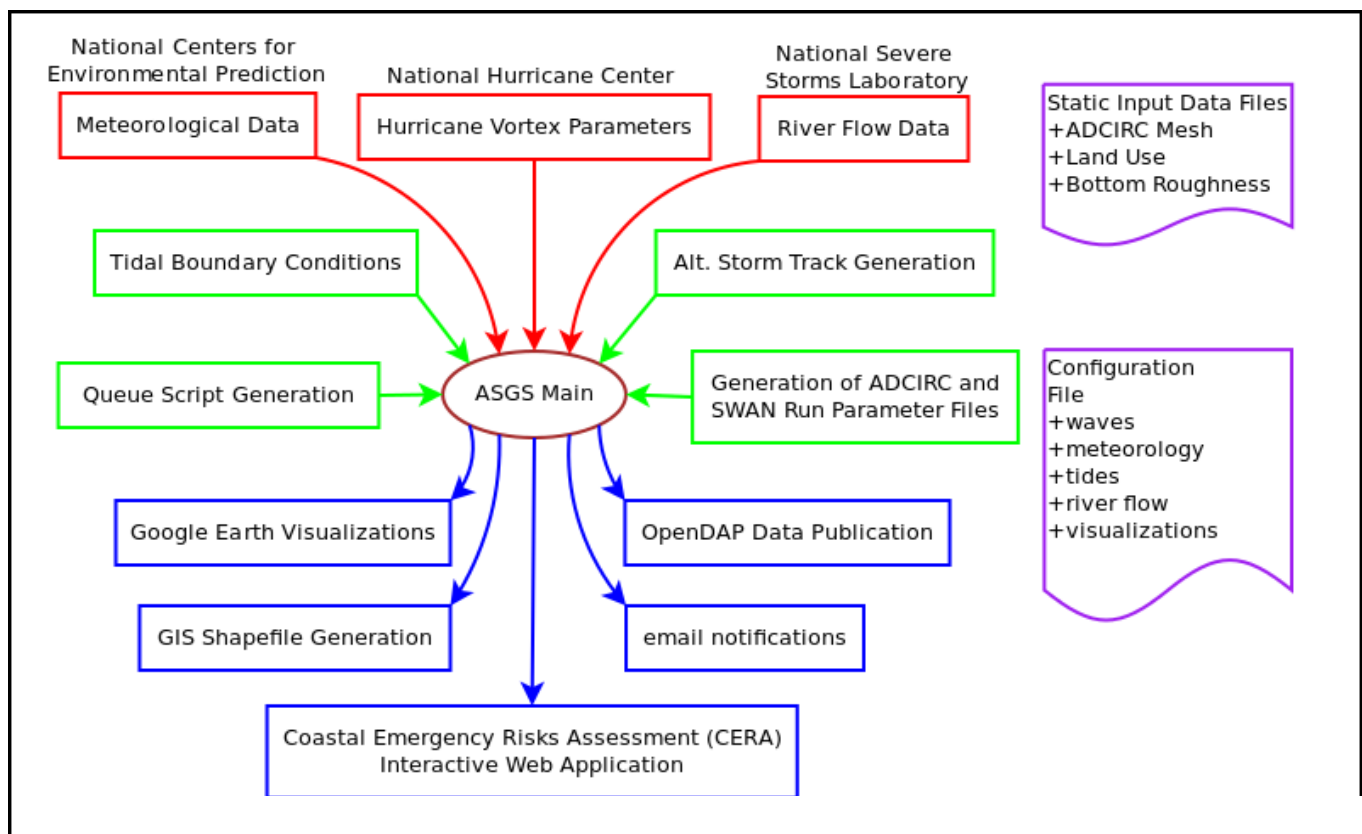 National Centers for
Environmental Prediction
Meteorological Data
National Hurricane Center
Hurricane Vortex Parameters
National Severe
Storms Laboratory
River Flow Data
Static Input Data Files
+ADCIRC Mesh
+Land Use
+Bottom Roughness
Tidal Boundary Conditions
Alt. Storm Track Generation
Queue Script Generation
ASGS Main
Generation of ADCIRC and
SWAN Run Parameter Files
Configuration
File
+waves
+meteorology
+tides
+river flow
+visualizations
Google Earth Visualizations
OpenDAP Data Publication
GIS Shapefile Generation
email notifications
Coastal Emergency Risks Assessment (CERA)
Interactive Web Application